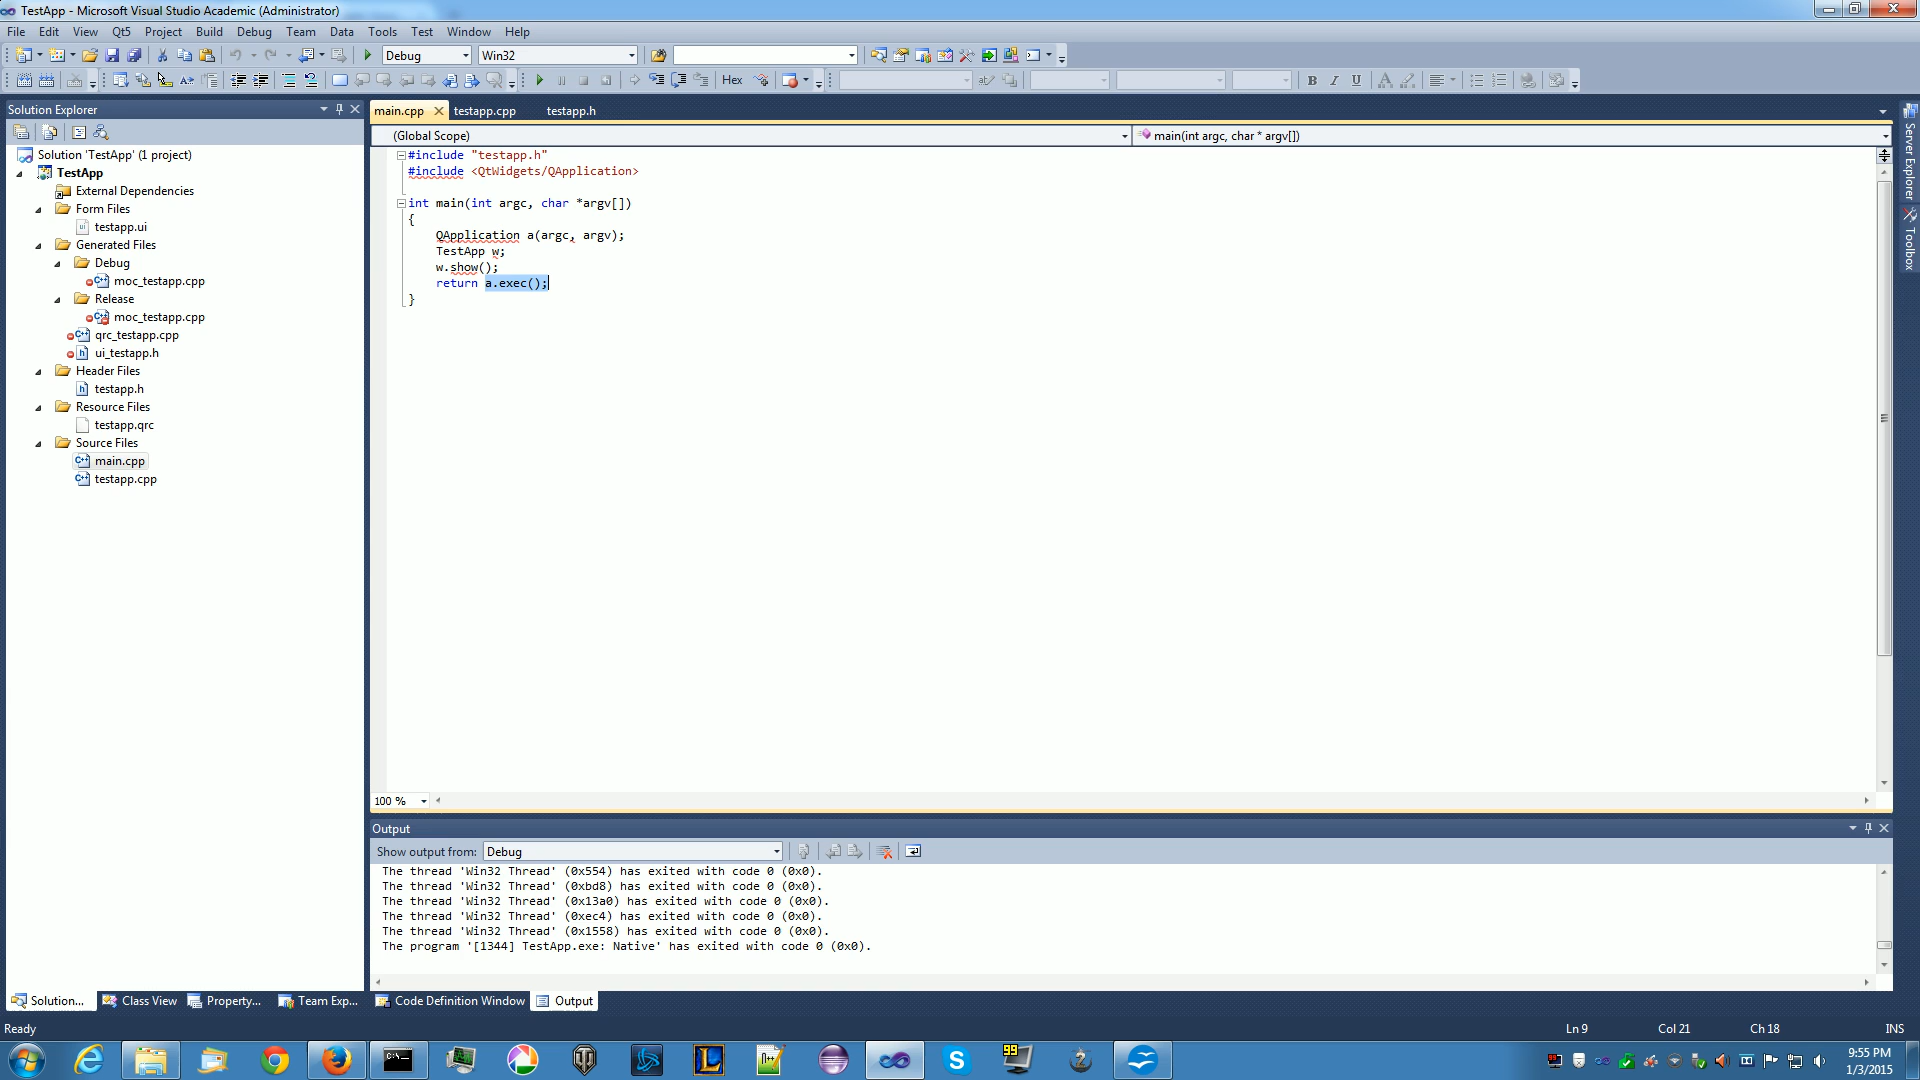 TestApp - Microsoft Visual Studio Academic (Administrator)
File Edit View Qt5 Project Build Debug Team Data Tools Test Window Help
Debug Win32
Hex B I U A
Solution Explorer
main.cpp testapp.cpp testapp.h
(Global Scope) main(int argc, char * argv[])
Solution 'TestApp' (1 project)
TestApp
External Dependencies
Form Files
testapp.ui
Generated Files
Debug
moc_testapp.cpp
Release
moc_testapp.cpp
qrc_testapp.cpp
ui_testapp.h
Header Files
testapp.h
Resource Files
testapp.qrc
Source Files
main.cpp
testapp.cpp
#include "testapp.h"
#include <QtWidgets/QApplication>
int main(int argc, char *argv[])
{
QApplication a(argc, argv);
TestApp w;
w.show();
return a.exec();
}
Server Explorer
Toolbox
100 %
Output
Show output from: Debug
The thread 'Win32 Thread' (0x554) has exited with code 0 (0x0).
The thread 'Win32 Thread' (0xbd8) has exited with code 0 (0x0).
The thread 'Win32 Thread' (0x13a0) has exited with code 0 (0x0).
The thread 'Win32 Thread' (0xec4) has exited with code 0 (0x0).
The thread 'Win32 Thread' (0x1558) has exited with code 0 (0x0).
The program '[1344] TestApp.exe: Native' has exited with code 0 (0x0).
Solution... Class View Property... Team Exp... Code Definition Window Output
Ready Ln 9 Col 21 Ch 18 INS
9:55 PM
1/3/2015